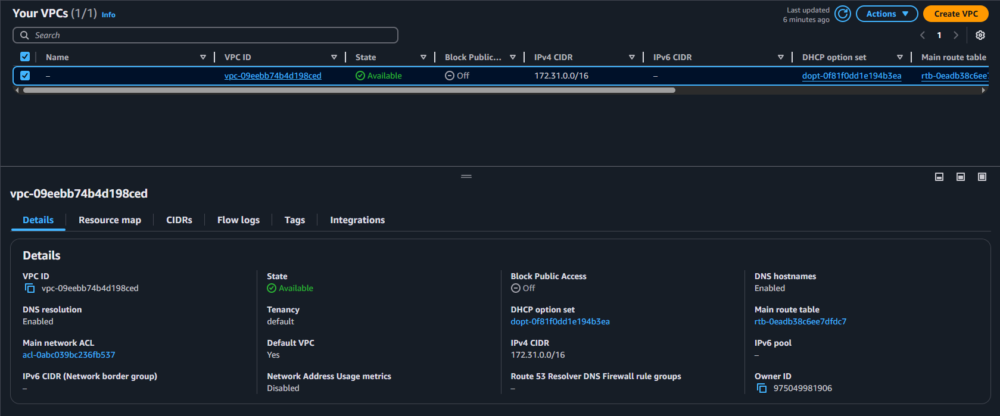 Your VPCs (1/1) Info
Last updated
6 minutes ago
Actions
Create VPC
Search
1
Name VPC ID State Block Public... IPv4 CIDR IPv6 CIDR DHCP option set Main route table
– vpc-09eebb74b4d198ced Available Off 172.31.0.0/16 – dopt-0f81f0dd1e194b3ea rtb-0eadb38c6ee7
vpc-09eebb74b4d198ced
Details Resource map CIDRs Flow logs Tags Integrations
Details
VPC ID State Block Public Access DNS hostnames
vpc-09eebb74b4d198ced Available Off Enabled
DNS resolution Tenancy DHCP option set Main route table
Enabled default dopt-0f81f0dd1e194b3ea rtb-0eadb38c6ee7dfdc7
Main network ACL Default VPC IPv4 CIDR IPv6 pool
acl-0abc039bc236fb537 Yes 172.31.0.0/16 –
IPv6 CIDR (Network border group) Network Address Usage metrics Route 53 Resolver DNS Firewall rule groups Owner ID
– Disabled – 975049981906